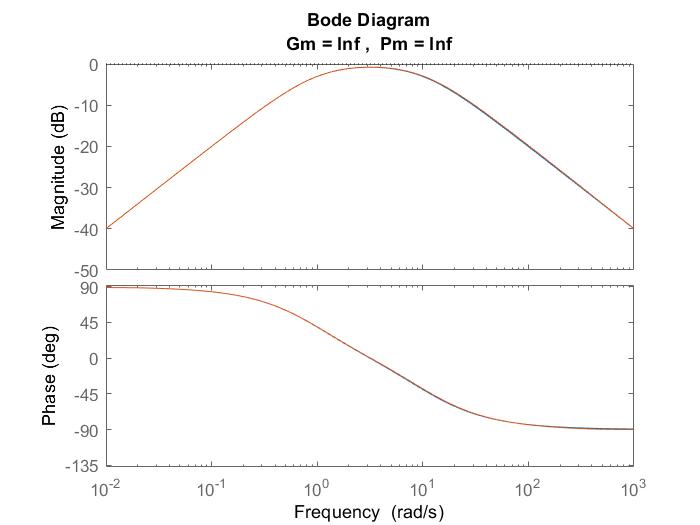 Bode Diagram
Gm = Inf ,  Pm = Inf
Magnitude (dB)
0
-10
-20
-30
-40
-50
Phase (deg)
90
45
0
-45
-90
-135
10^-2 10^-1 10^0 10^1 10^2 10^3
Frequency  (rad/s)